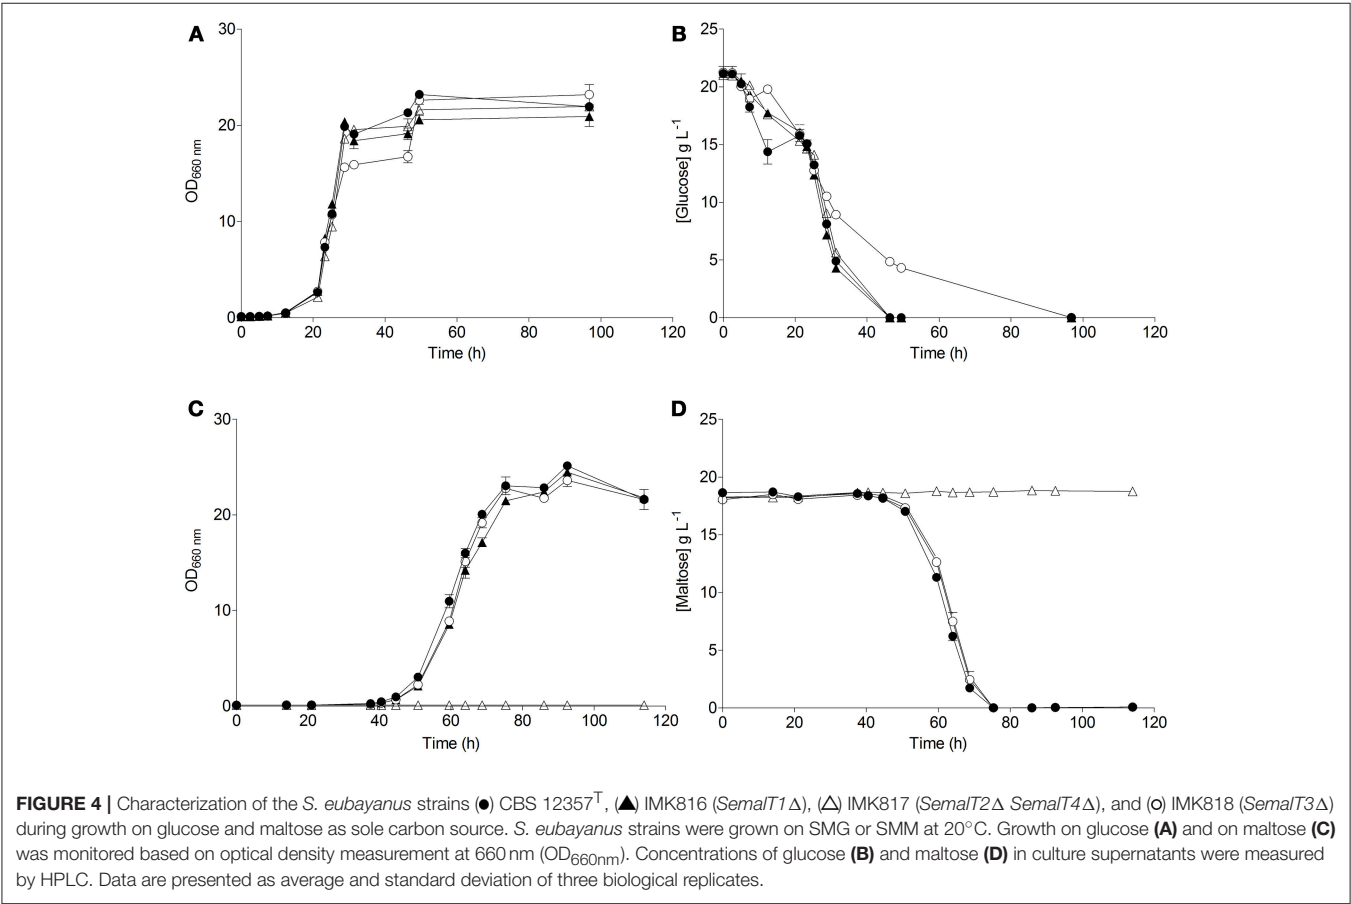 A
30
20
10
0
OD660 nm
0 20 40 60 80 100 120
Time (h)
B
25
20
15
10
5
0
[Glucose] g L-1
0 20 40 60 80 100 120
Time (h)
C
30
20
10
0
OD660 nm
0 20 40 60 80 100 120
Time (h)
D
25
20
15
10
5
0
[Maltose] g L-1
0 20 40 60 80 100 120
Time (h)
FIGURE 4 | Characterization of the S. eubayanus strains (●) CBS 12357T, (▲) IMK816 (SemalT1Δ), (△) IMK817 (SemalT2Δ SemalT4Δ), and (○) IMK818 (SemalT3Δ)
during growth on glucose and maltose as sole carbon source. S. eubayanus strains were grown on SMG or SMM at 20°C. Growth on glucose (A) and on maltose (C)
was monitored based on optical density measurement at 660 nm (OD660nm). Concentrations of glucose (B) and maltose (D) in culture supernatants were measured
by HPLC. Data are presented as average and standard deviation of three biological replicates.